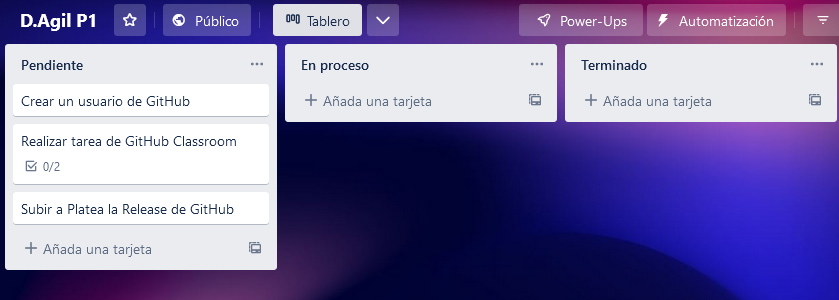 D.Agil P1
Público
Tablero
Power-Ups
Automatización
Pendiente
Crear un usuario de GitHub
Realizar tarea de GitHub Classroom
0/2
Subir a Platea la Release de GitHub
Añada una tarjeta
En proceso
Añada una tarjeta
Terminado
Añada una tarjeta